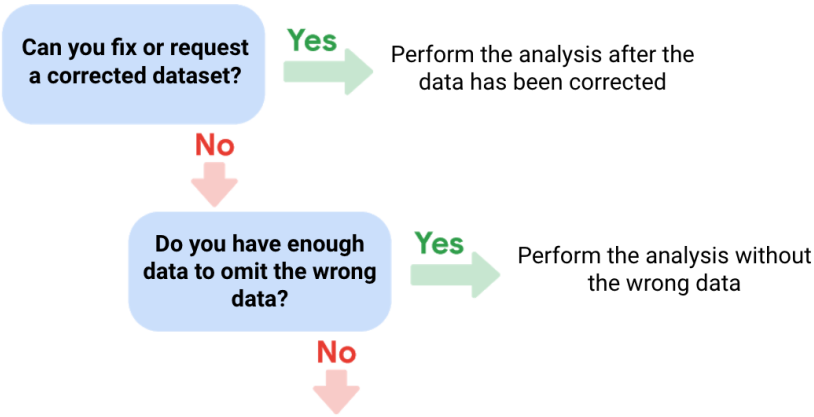 Can you fix or request
a corrected dataset?
Yes
Perform the analysis after the
data has been corrected
No
Do you have enough
data to omit the wrong
data?
Yes
Perform the analysis without
the wrong data
No